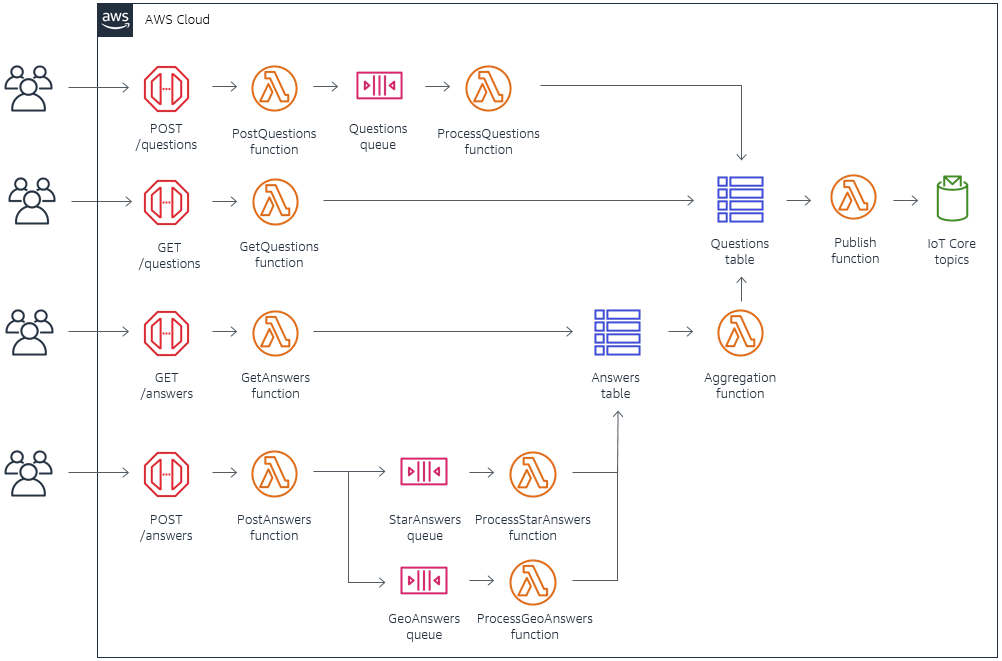 aws
AWS Cloud
POST
/questions
PostQuestions
function
Questions
queue
ProcessQuestions
function
GET
/questions
GetQuestions
function
Questions
table
Publish
function
IoT Core
topics
GET
/answers
GetAnswers
function
Answers
table
Aggregation
function
POST
/answers
PostAnswers
function
StarAnswers
queue
ProcessStarAnswers
function
GeoAnswers
queue
ProcessGeoAnswers
function